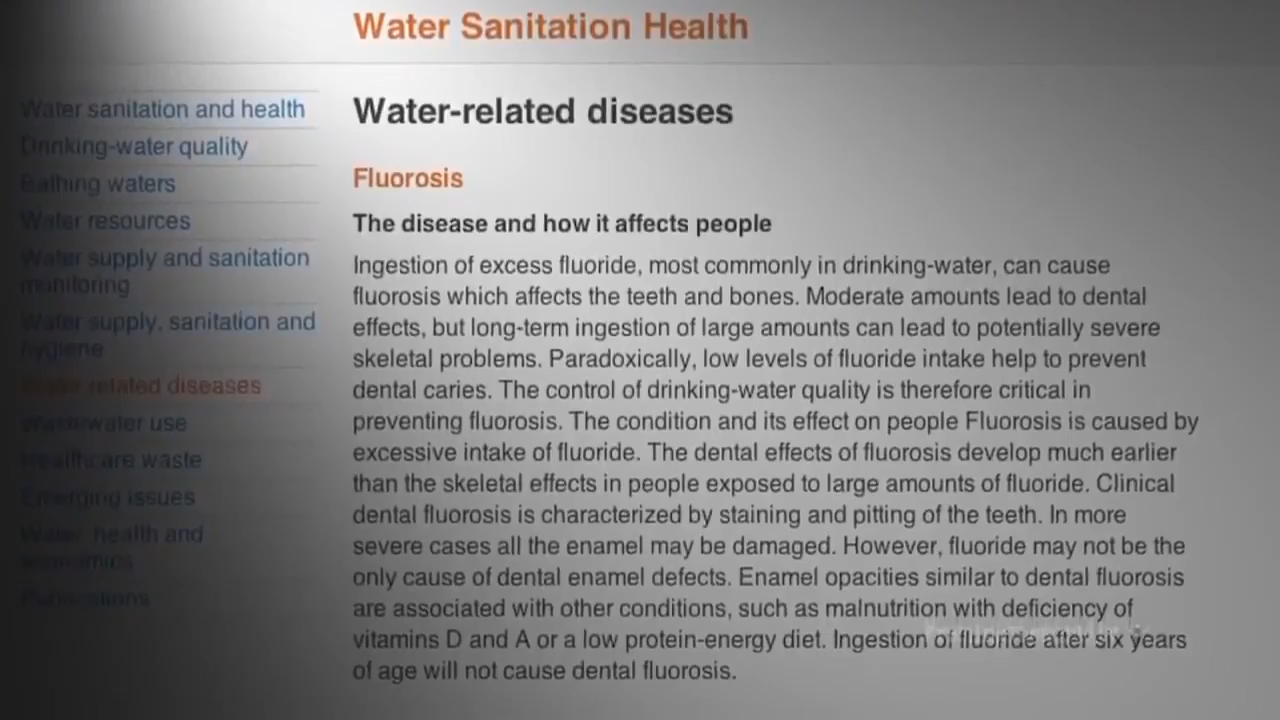 Water Sanitation Health
Water sanitation and health
Drinking-water quality
Bathing waters
Water resources
Water supply and sanitation
monitoring
Water supply, sanitation and
hygiene
Water related diseases
Wastewater use
Healthcare waste
Emerging issues
Water, health and
economics
Publications
Water-related diseases
Fluorosis
The disease and how it affects people
Ingestion of excess fluoride, most commonly in drinking-water, can cause
fluorosis which affects the teeth and bones. Moderate amounts lead to dental
effects, but long-term ingestion of large amounts can lead to potentially severe
skeletal problems. Paradoxically, low levels of fluoride intake help to prevent
dental caries. The control of drinking-water quality is therefore critical in
preventing fluorosis. The condition and its effect on people Fluorosis is caused by
excessive intake of fluoride. The dental effects of fluorosis develop much earlier
than the skeletal effects in people exposed to large amounts of fluoride. Clinical
dental fluorosis is characterized by staining and pitting of the teeth. In more
severe cases all the enamel may be damaged. However, fluoride may not be the
only cause of dental enamel defects. Enamel opacities similar to dental fluorosis
are associated with other conditions, such as malnutrition with deficiency of
vitamins D and A or a low protein-energy diet. Ingestion of fluoride after six years
of age will not cause dental fluorosis.